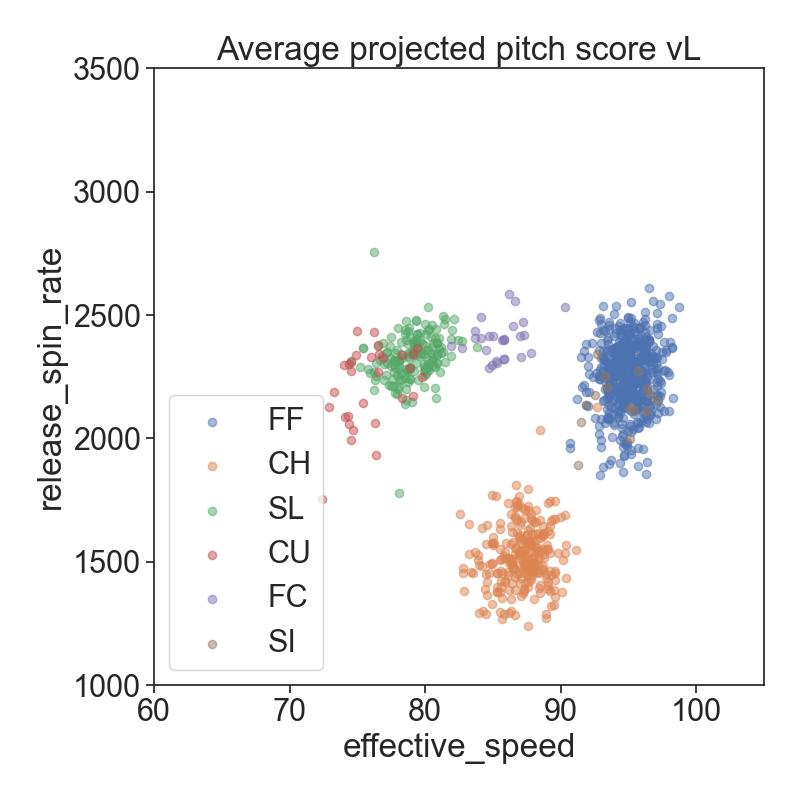 Average projected pitch score vL
3500
3000
2500
2000
1500
1000
release_spin_rate
FF
CH
SL
CU
FC
SI
60
70
80
90
100
effective_speed